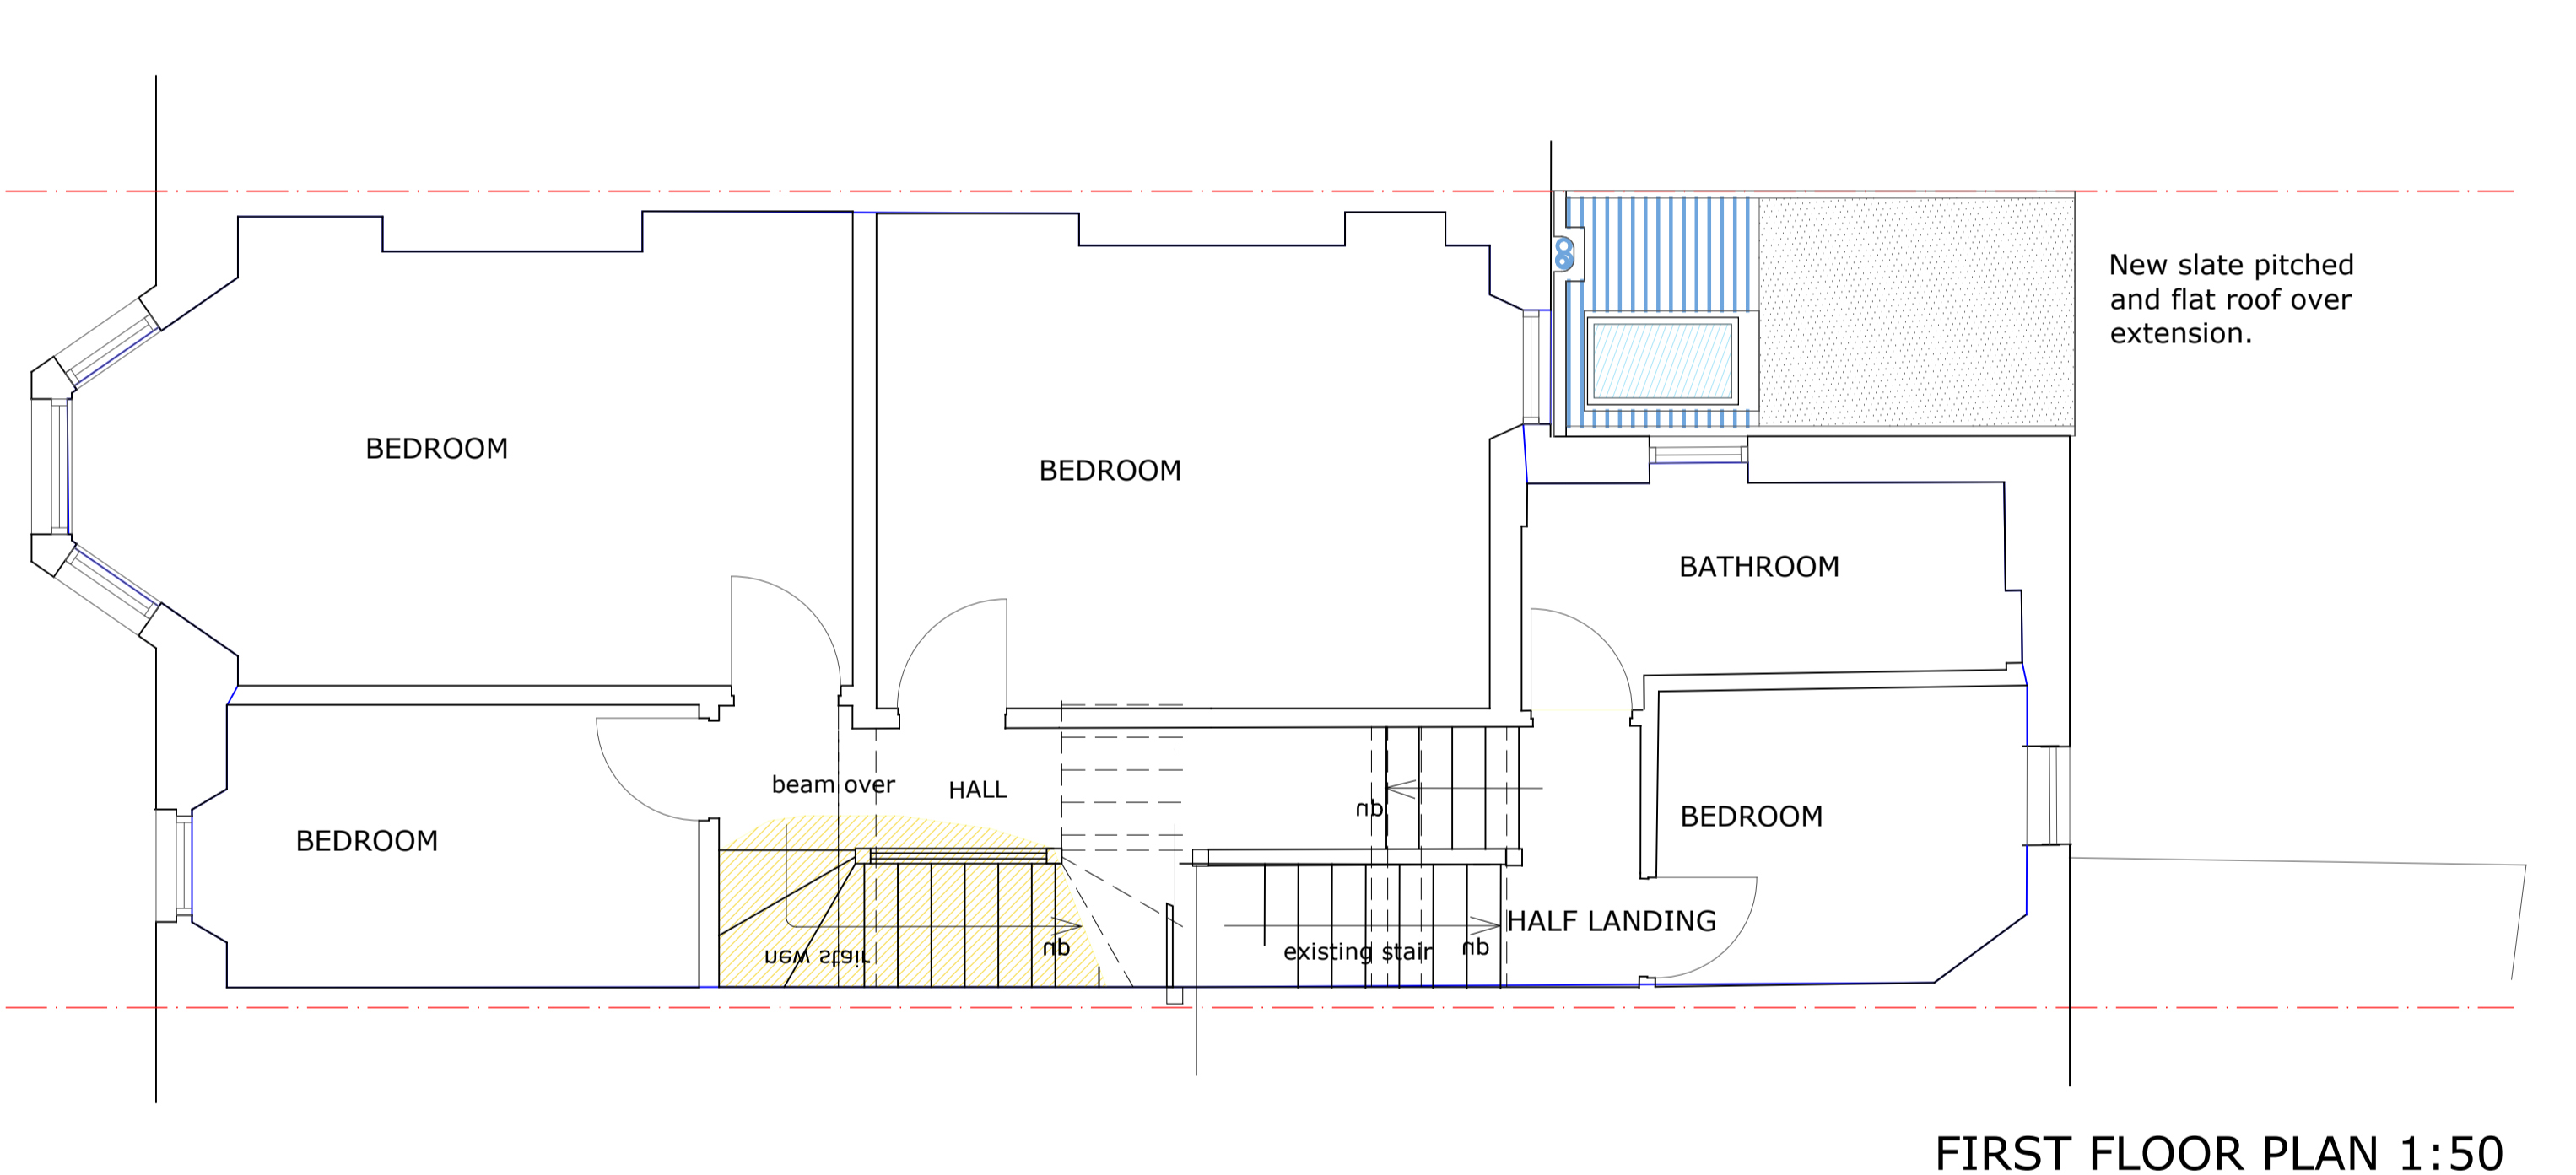 New slate pitched
and flat roof over
extension.
BEDROOM
BEDROOM
BATHROOM
beam over
HALL
up
BEDROOM
BEDROOM
HALF LANDING
new stair
up
existing stair
up
FIRST FLOOR PLAN 1:50